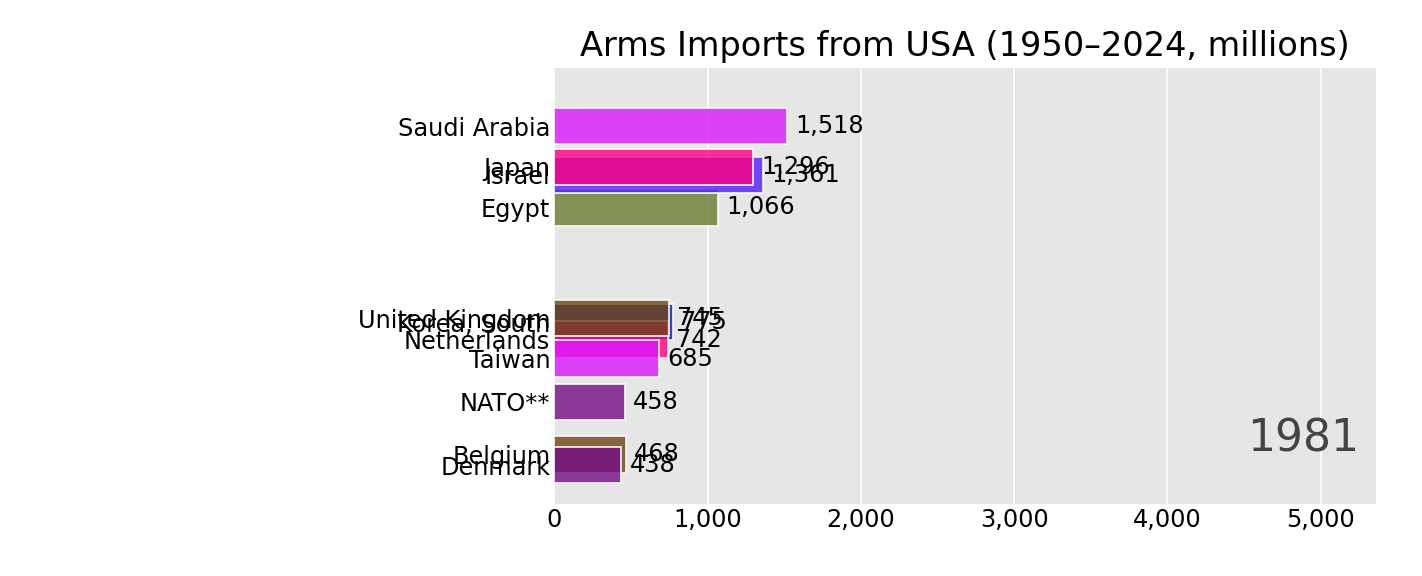 Arms Imports from USA (1950–2024, millions)
Saudi Arabia 1,518
Japan 1,296
Israel 1,361
Egypt 1,066
United Kingdom 745
Korea, South 775
Netherlands 742
Taiwan 685
NATO** 458
Belgium 468
Denmark 438
1981
0 1,000 2,000 3,000 4,000 5,000